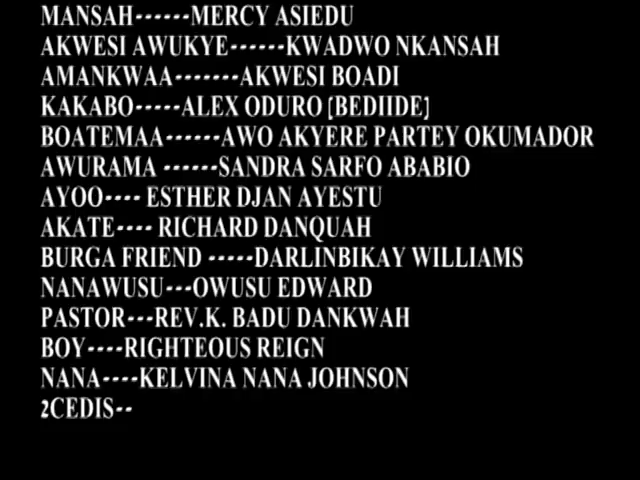 MANSAH------MERCY ASIEDU
AKWESI AWUKYE------KWADWO NKANSAH
AMANKWAA-------AKWESI BOADI
KAKABO-----ALEX ODURO [BEDIIDE]
BOATEMAA------AWO AKYERE PARTEY OKUMADOR
AWURAMA ------SANDRA SARFO ABABIO
AYOO---- ESTHER DJAN AYESTU
AKATE---- RICHARD DANQUAH
BURGA FRIEND -----DARLINBIKAY WILLIAMS
NANAWUSU---OWUSU EDWARD
PASTOR---REV.K. BADU DANKWAH
BOY----RIGHTEOUS REIGN
NANA----KELVINA NANA JOHNSON
2CEDIS--